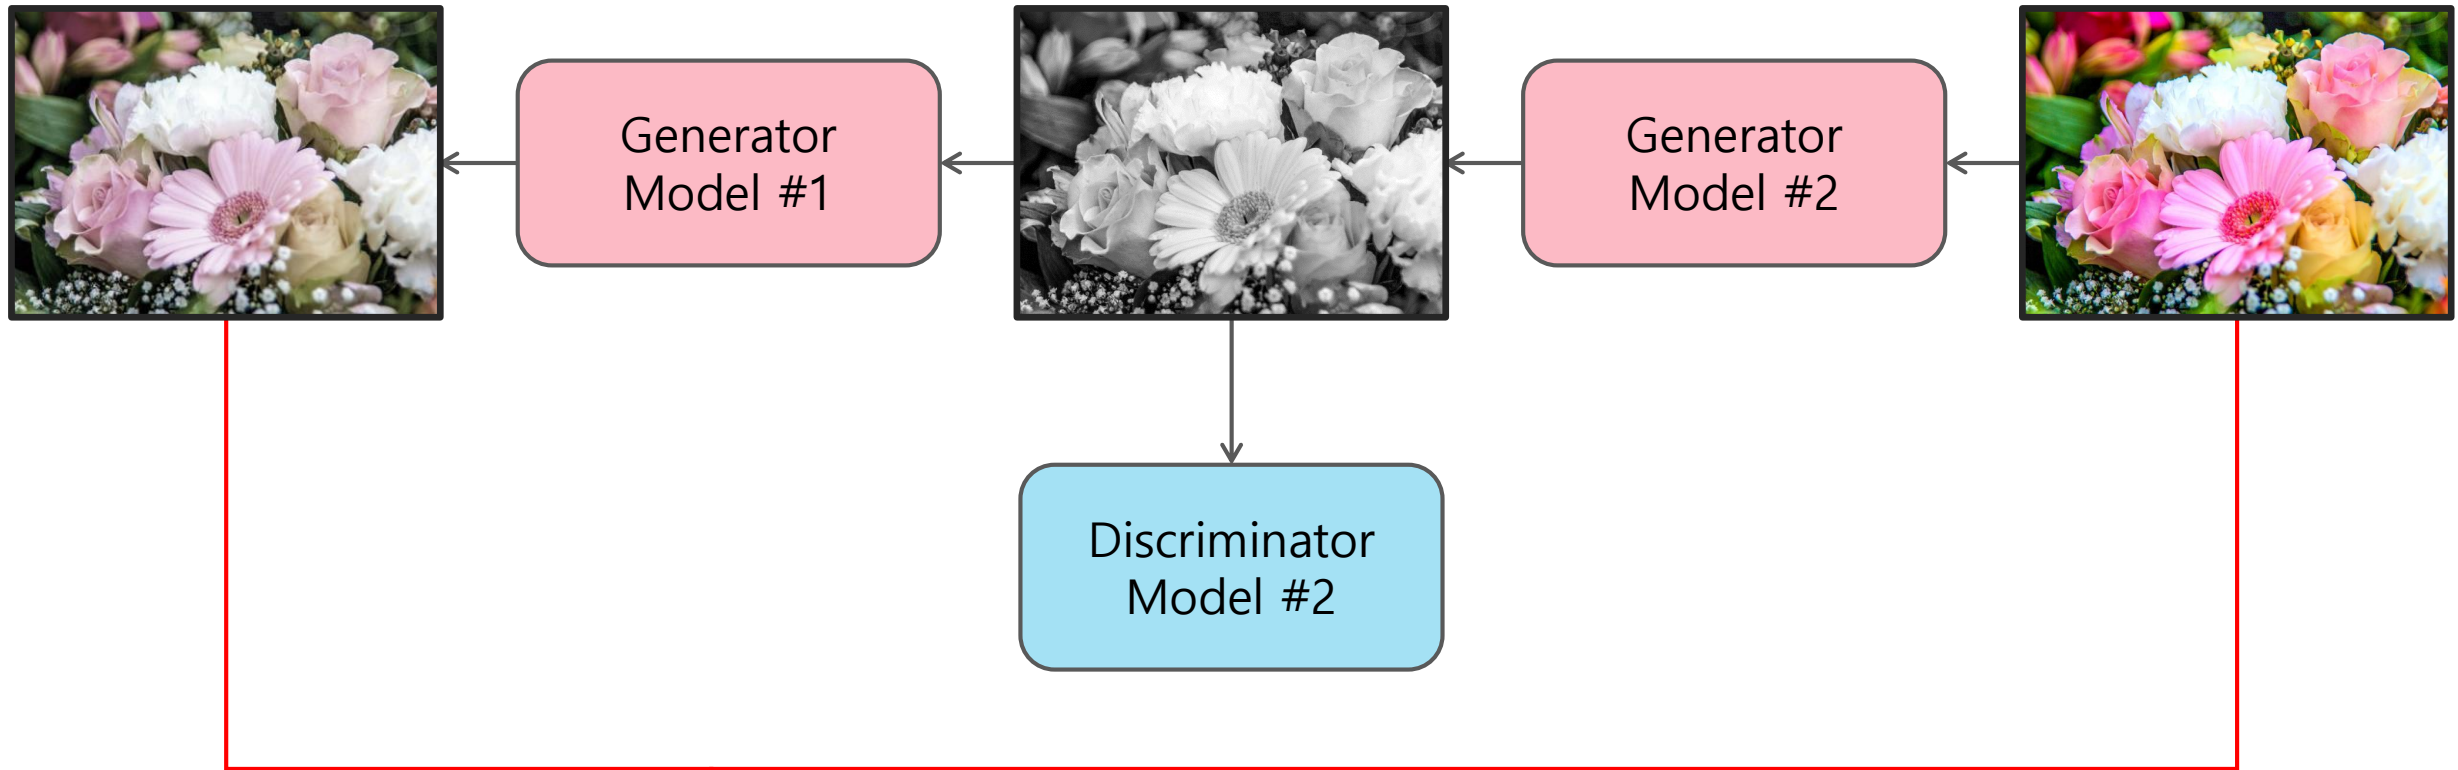 Generator
Model #1
Generator
Model #2
Discriminator
Model #2